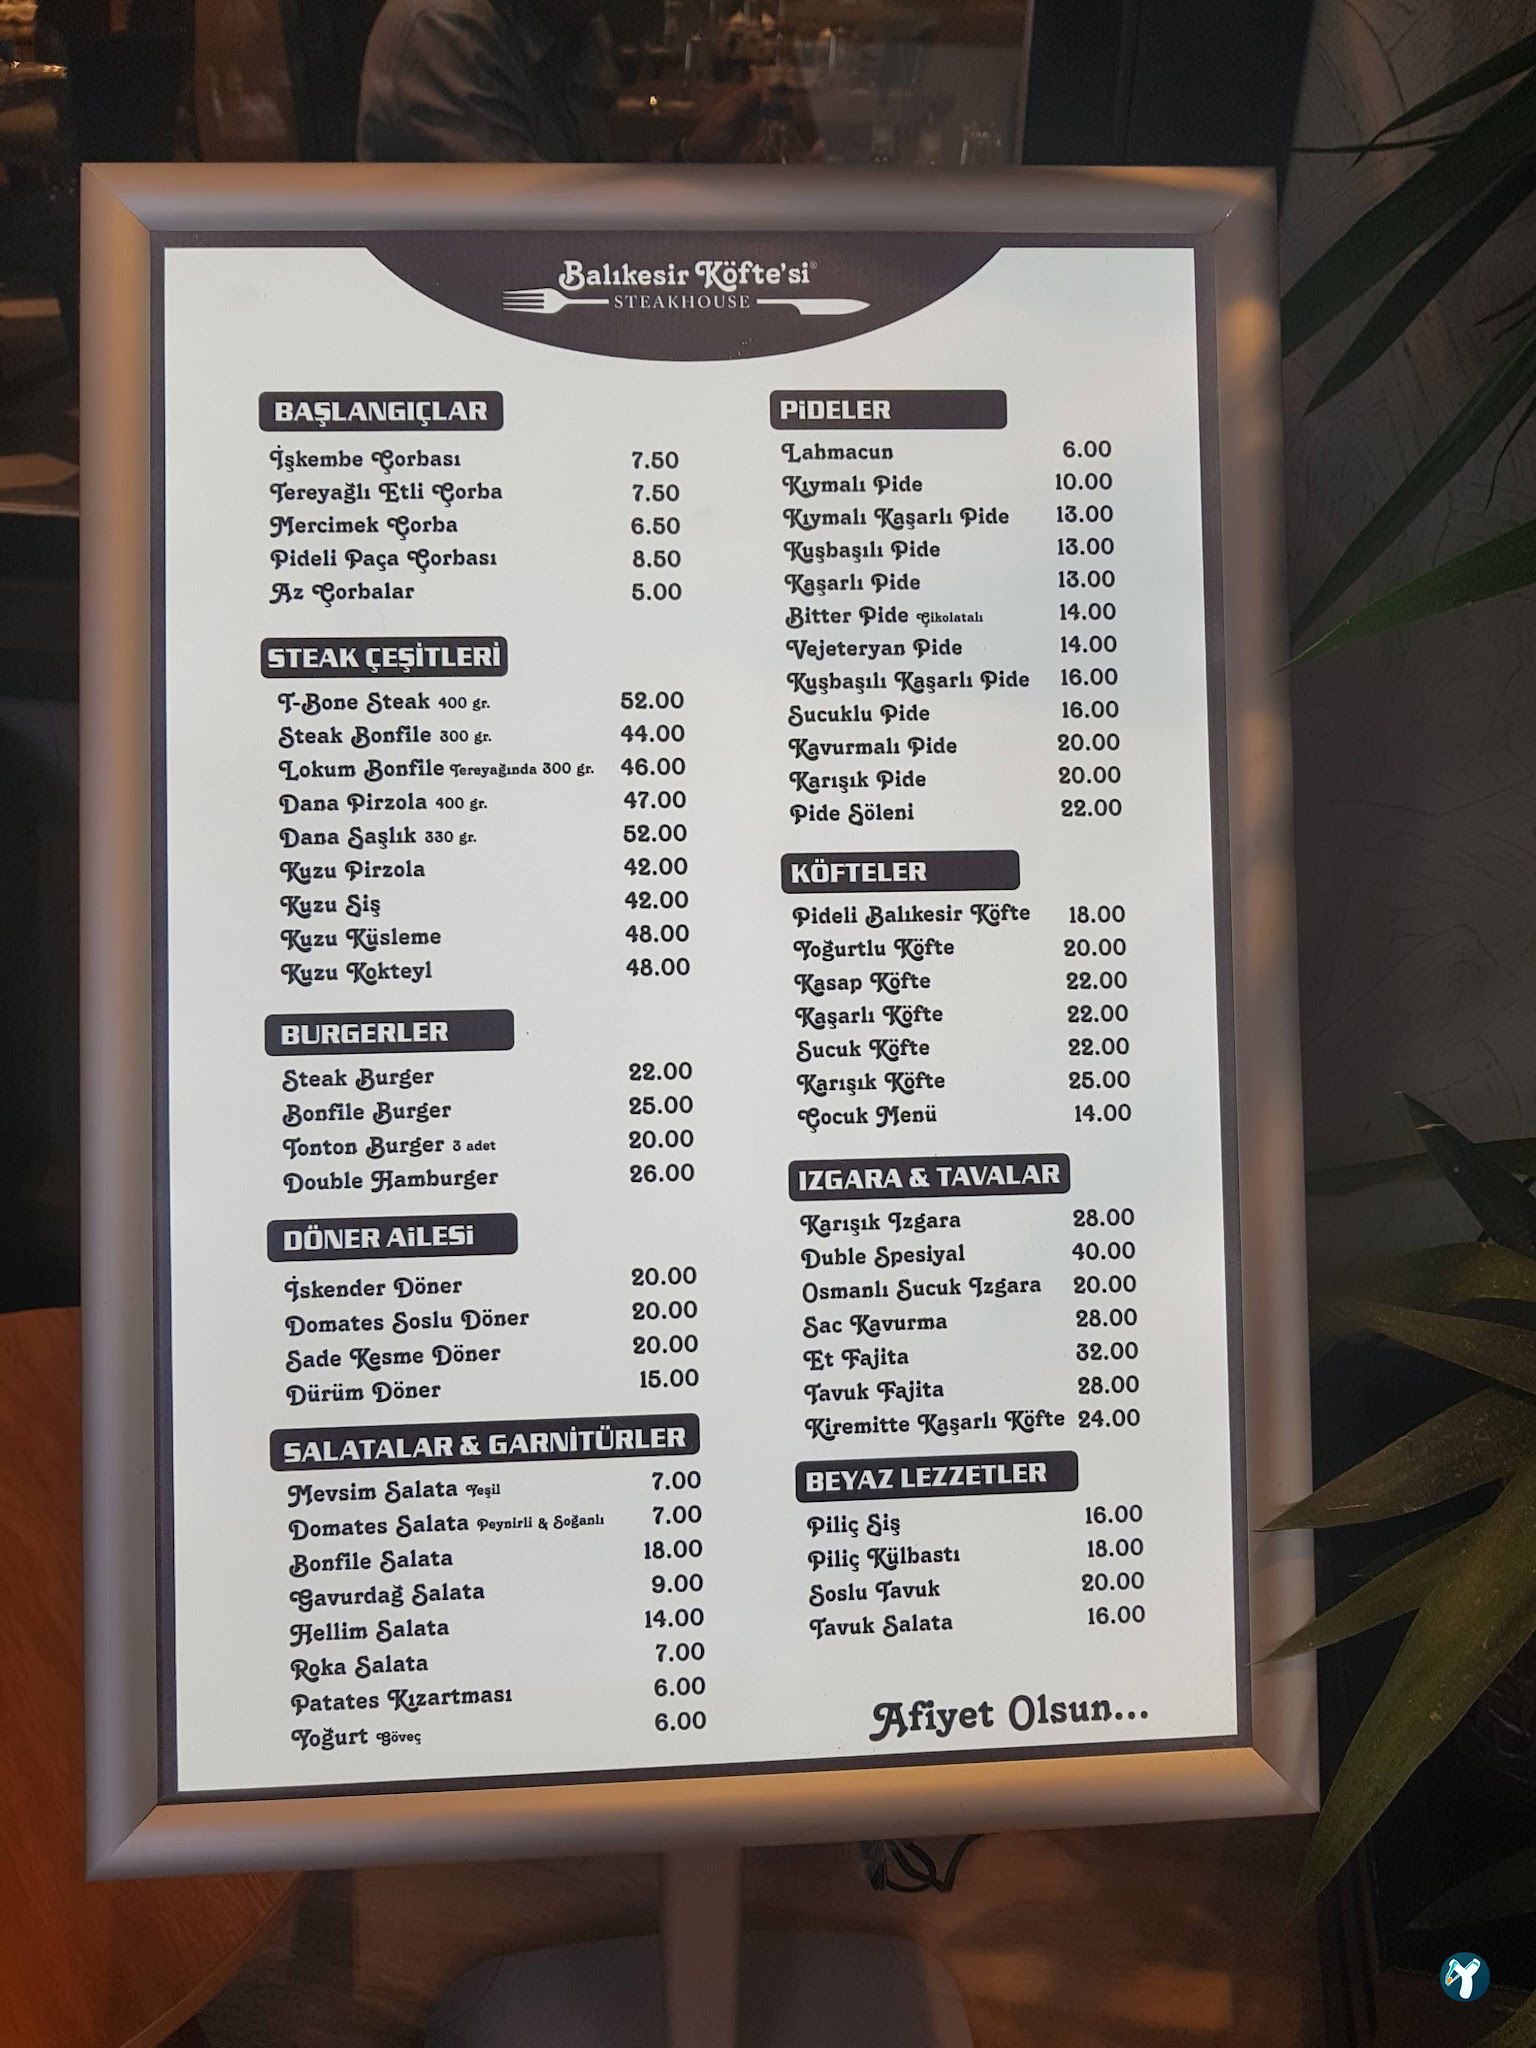 Balıkesir Köfte'si®
STEAKHOUSE
BAŞLANGIÇLAR
İşkembe Çorbası 7.50
Tereyağlı Etli Çorba 7.50
Mercimek Çorba 6.50
Pideli Paça Çorbası 8.50
Az Çorbalar 5.00
STEAK ÇEŞİTLERİ
T-Bone Steak 400 gr. 52.00
Steak Bonfile 300 gr. 44.00
Lokum Bonfile Tereyağında 300 gr. 46.00
Dana Pirzola 400 gr. 47.00
Dana Şaşlık 330 gr. 52.00
Kuzu Pirzola 42.00
Kuzu Şiş 42.00
Kuzu Küşleme 48.00
Kuzu Kokteyl 48.00
BURGERLER
Steak Burger 22.00
Bonfile Burger 25.00
Tonton Burger 3 adet 20.00
Double Hamburger 26.00
DÖNER AiLESi
İskender Döner 20.00
Domates Soslu Döner 20.00
Sade Kesme Döner 20.00
Dürüm Döner 15.00
SALATALAR & GARNİTÜRLER
Mevsim Salata Yeşil 7.00
Domates Salata Peynirli & Soğanlı 7.00
Bonfile Salata 18.00
Gavurdağ Salata 9.00
Hellim Salata 14.00
Roka Salata 7.00
Patates Kızartması 6.00
Yoğurt Göveç 6.00
PiDELER
Lahmacun 6.00
Kıymalı Pide 10.00
Kıymalı Kaşarlı Pide 13.00
Kuşbaşılı Pide 13.00
Kaşarlı Pide 13.00
Bitter Pide Çikolatalı 14.00
Vejeteryan Pide 14.00
Kuşbaşılı Kaşarlı Pide 16.00
Sucuklu Pide 16.00
Kavurmalı Pide 20.00
Karışık Pide 20.00
Pide Şöleni 22.00
KÖFTELER
Pideli Balıkesir Köfte 18.00
Yoğurtlu Köfte 20.00
Kasap Köfte 22.00
Kaşarlı Köfte 22.00
Sucuk Köfte 22.00
Karışık Köfte 25.00
Çocuk Menü 14.00
IZGARA & TAVALAR
Karışık Izgara 28.00
Duble Spesiyal 40.00
Osmanlı Sucuk Izgara 20.00
Sac Kavurma 28.00
Et Fajita 32.00
Tavuk Fajita 28.00
Kiremitte Kaşarlı Köfte 24.00
BEYAZ LEZZETLER
Piliç Şiş 16.00
Piliç Külbastı 18.00
Soslu Tavuk 20.00
Tavuk Salata 16.00
Afiyet Olsun...